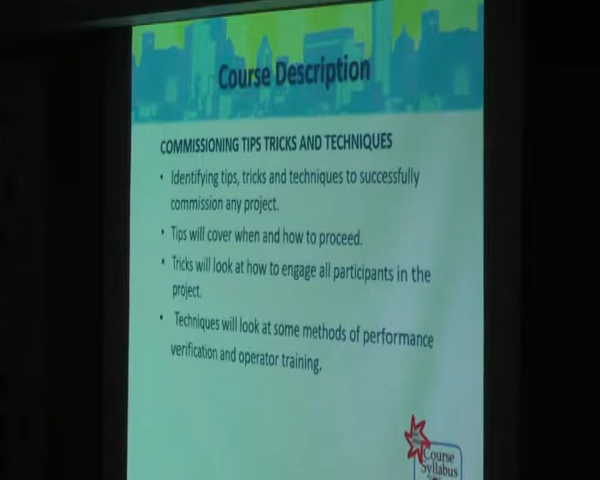 Course Description
COMMISSIONING TIPS TRICKS AND TECHNIQUES
• Identifying tips, tricks and techniques to successfully
commission any project.
• Tips will cover when and how to proceed.
• Tricks will look at how to engage all participants in the
project.
• Techniques will look at some methods of performance
verification and operator training.
Course
Syllabus